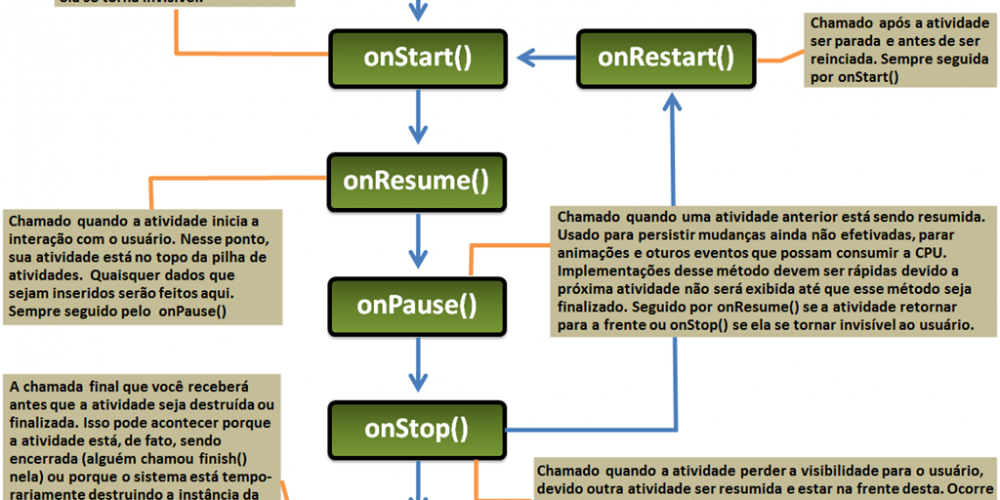 ela se torna invisível.
onStart()
onRestart()
Chamado após a atividade
ser parada e antes de ser
reinciada. Sempre seguida
por onStart()
onResume()
Chamado quando a atividade inicia a
interação com o usuário. Nesse ponto,
sua atividade está no topo da pilha de
atividades. Quaisquer dados que
sejam inseridos serão feitos aqui.
Sempre seguido pelo onPause()
Chamado quando uma atividade anterior está sendo resumida.
Usado para persistir mudanças ainda não efetivadas, parar
animações e oturos eventos que possam consumir a CPU.
Implementações desse método devem ser rápidas devido a
próxima atividade não será exibida até que esse método seja
finalizado. Seguido por onResume() se a atividade retornar
para a frente ou onStop() se ela se tornar invisível ao usuário.
onPause()
A chamada final que você receberá
antes que a atividade seja destruída ou
finalizada. Isso pode acontecer porque
a atividade está, de fato, sendo
encerrada (alguém chamou finish()
nela) ou porque o sistema está tempo-
rariamente destruindo a instância da
onStop()
Chamado quando a atividade perder a visibilidade para o usuário,
devido outra atividade ser resumida e estar na frente desta. Ocorre